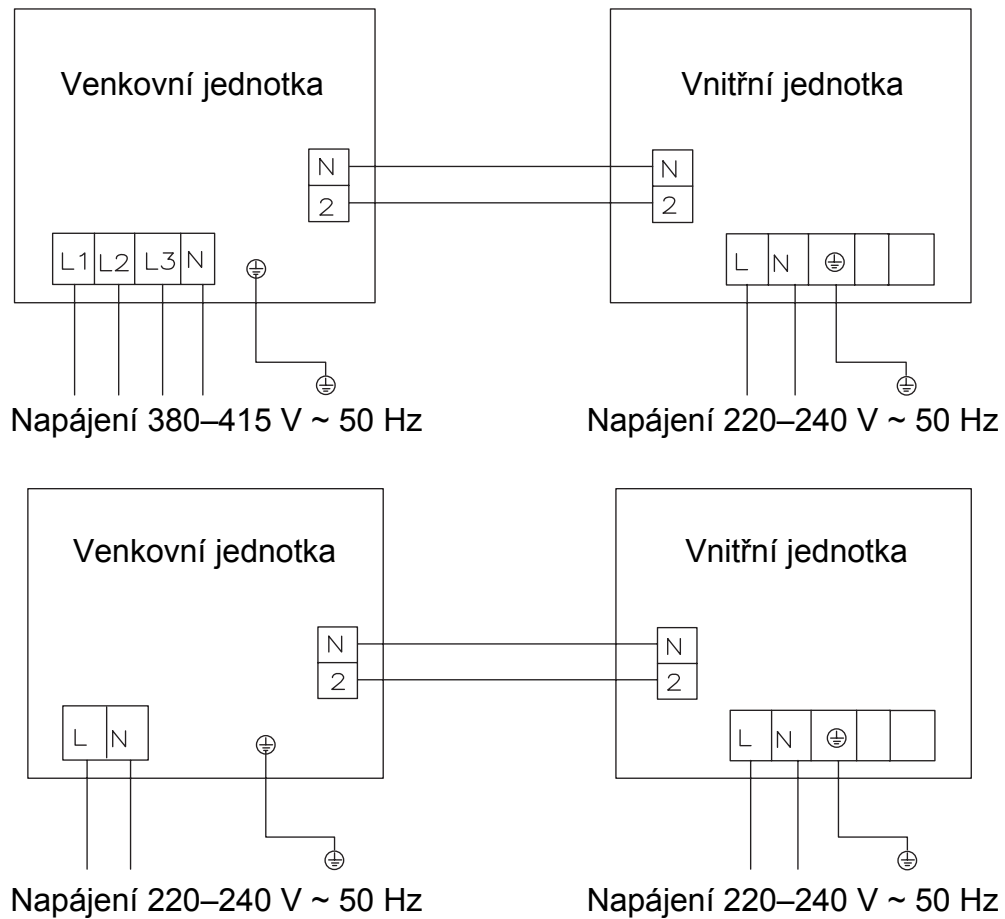 Venkovní jednotka
Vnitřní jednotka
N
2
N
2
L1 L2 L3 N
L N
Napájení 380–415 V ~ 50 Hz
Napájení 220–240 V ~ 50 Hz
Venkovní jednotka
Vnitřní jednotka
N
2
N
2
L N
L N
Napájení 220–240 V ~ 50 Hz
Napájení 220–240 V ~ 50 Hz